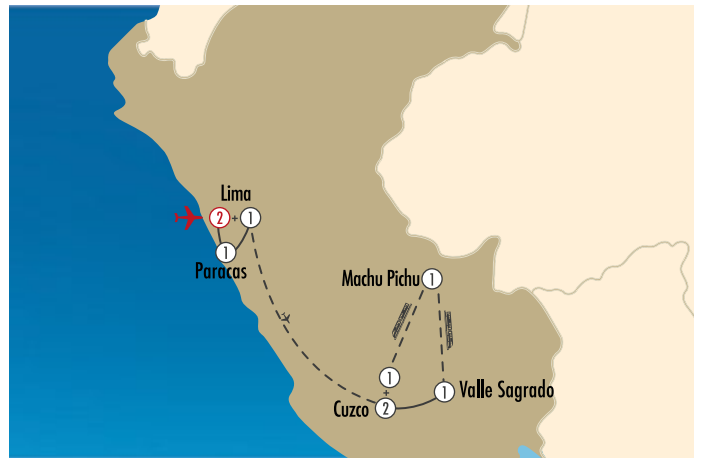 Lima
2 + 1
1
Paracas
Machu Pichu 1
1
+
Cuzco 2
1 Valle Sagrado